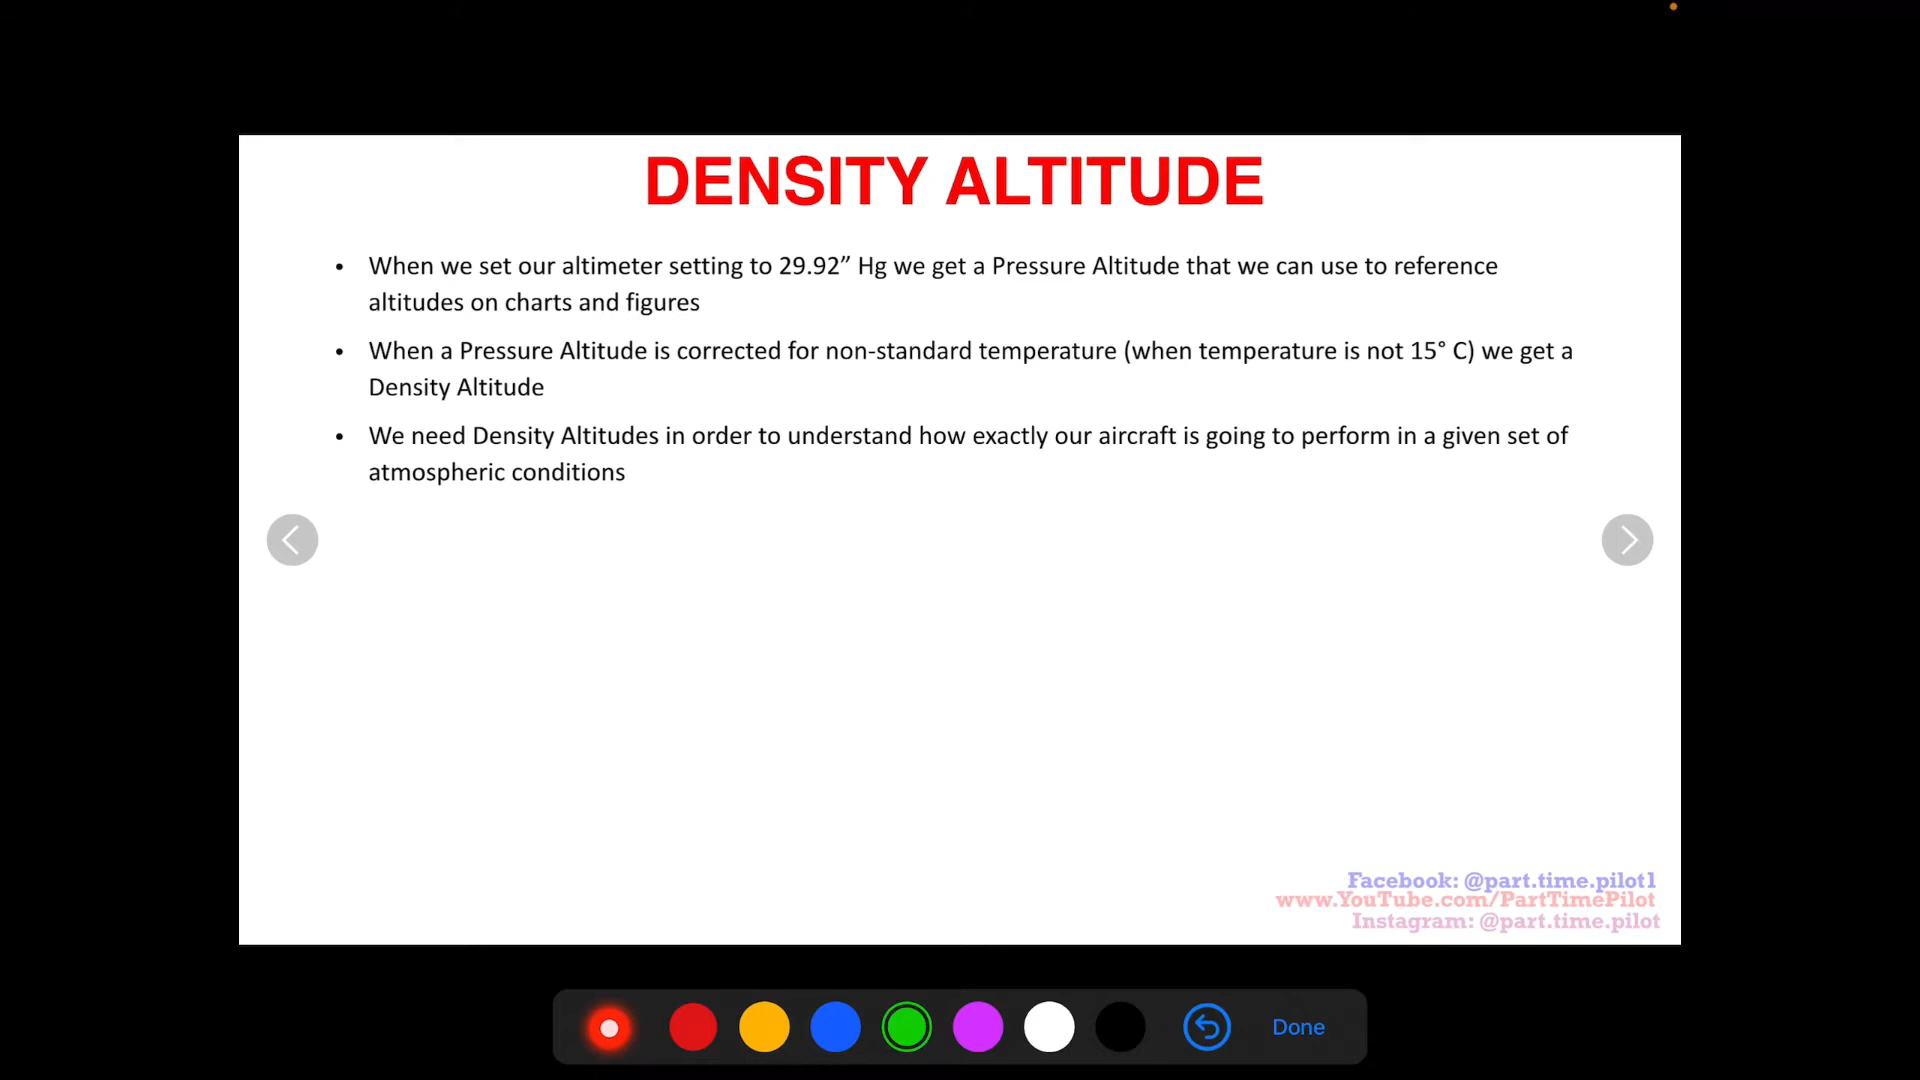 DENSITY ALTITUDE
• When we set our altimeter setting to 29.92” Hg we get a Pressure Altitude that we can use to reference
altitudes on charts and figures
• When a Pressure Altitude is corrected for non-standard temperature (when temperature is not 15° C) we get a
Density Altitude
• We need Density Altitudes in order to understand how exactly our aircraft is going to perform in a given set of
atmospheric conditions
Facebook: @part.time.pilot1
www.YouTube.com/PartTimePilot
Instagram: @part.time.pilot
Done